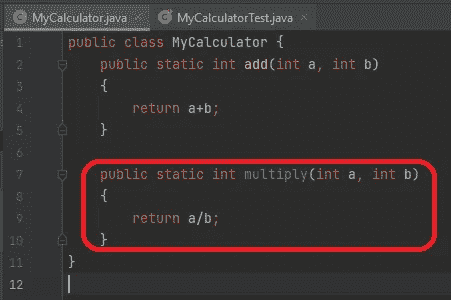 MyCalculator.java × MyCalculatorTest.java ×
1 public class MyCalculator {
2 public static int add(int a, int b)
3 {
4 return a+b;
5 }
6
7 public static int multiply(int a, int b)
8 {
9 return a/b;
10 }
11 }
12